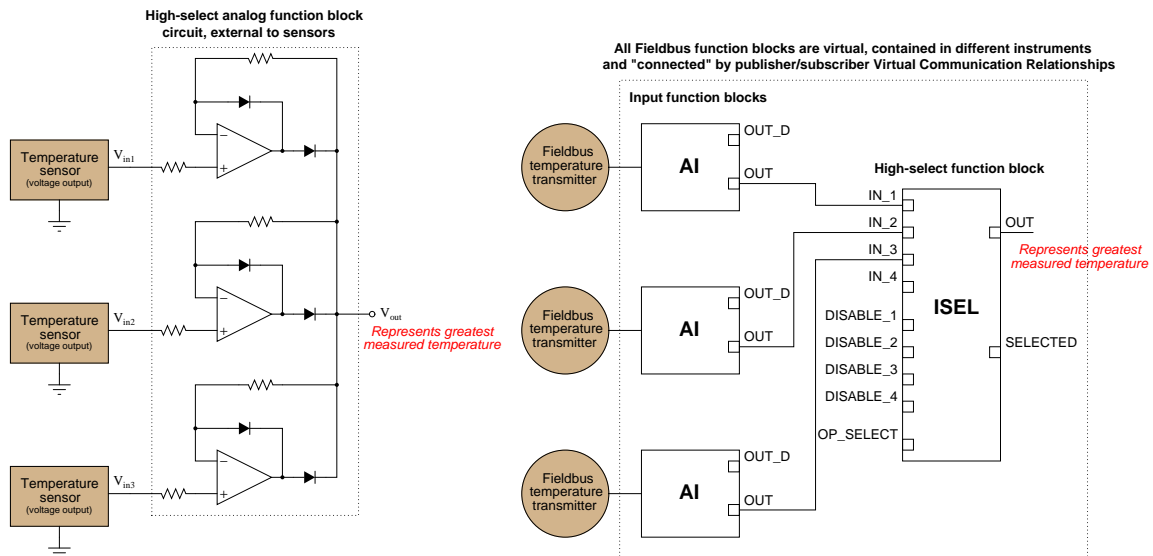 High-select analog function block
circuit, external to sensors
Temperature
sensor
(voltage output)
Vin1
−
+
Temperature
sensor
(voltage output)
Vin2
−
+
Vout
Represents greatest
measured temperature
Temperature
sensor
(voltage output)
Vin3
−
+
All Fieldbus function blocks are virtual, contained in different instruments
and "connected" by publisher/subscriber Virtual Communication Relationships
Input function blocks
Fieldbus
temperature
transmitter
AI
OUT_D
OUT
Fieldbus
temperature
transmitter
AI
OUT_D
OUT
Fieldbus
temperature
transmitter
AI
OUT_D
OUT
High-select function block
IN_1
IN_2
IN_3
IN_4
DISABLE_1
DISABLE_2
DISABLE_3
DISABLE_4
OP_SELECT
ISEL
OUT
Represents greatest
measured temperature
SELECTED